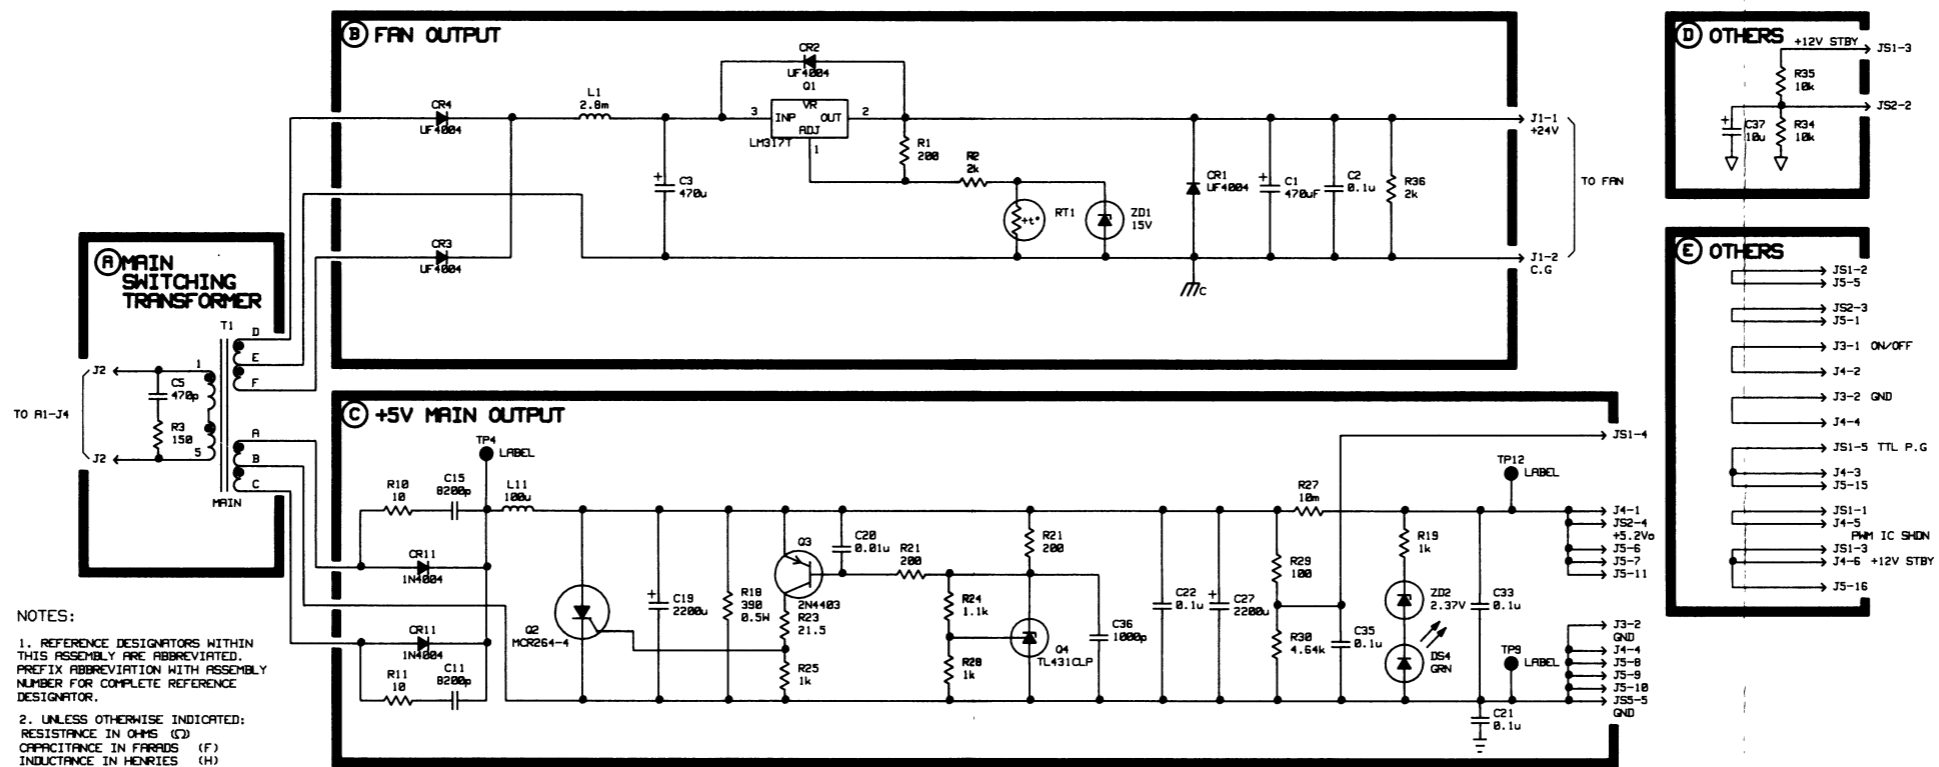 B FAN OUTPUT
CR2
UF4004
Q1
VR
3 INP OUT 2
ADJ
1
LM317T
CR4
UF4004
L1
2.8m
R1
200
R2
2k
C3
470u
RT1
+t°
ZD1
15V
CR1
UF4004
C1
470uF
C2
0.1u
R36
2k
J1-1
+24V
TO FAN
CR3
UF4004
J1-2
C.G
C
D OTHERS
+12V STBY
JS1-3
R35
10k
JS2-2
C37
10u
R34
10k
A MAIN
SWITCHING
TRANSFORMER
T1
D
E
F
J2
1
C5
470p
TO A1-J4
R3
150
5
J2
A
B
C
MAIN
C +5V MAIN OUTPUT
TP4
LABEL
JS1-4
R10
10
C15
8200p
L11
100u
CR11
1N4004
Q3
C20
0.01u
R21
200
R21
200
R27
10m
TP12
LABEL
R19
1k
J4-1
JS2-4
+5.2Vo
J5-6
J5-7
J5-11
C19
2200u
R18
390
0.5W
2N4403
R23
21.5
R24
1.1k
C22
0.1u
C27
2200u
R29
100
ZD2
2.37V
C33
0.1u
Q2
MCR264-4
CR11
1N4004
R25
1k
R28
1k
Q4
TL431CLP
C36
1000p
R30
4.64k
C35
0.1u
DS4
GRN
TP9
LABEL
R11
10
C11
8200p
J3-2
GND
J4-4
J5-8
J5-9
J5-10
JS5-5
GND
C21
0.1u
E OTHERS
JS1-2
J5-5
JS2-3
J5-1
J3-1 ON/OFF
J4-2
J3-2 GND
J4-4
JS1-5 TTL P.G
J4-3
J5-15
JS1-1
J4-5
PWM IC SHDN
JS1-3
J4-6 +12V STBY
J5-16
NOTES:
1. REFERENCE DESIGNATORS WITHIN
THIS ASSEMBLY ARE ABBREVIATED.
PREFIX ABBREVIATION WITH ASSEMBLY
NUMBER FOR COMPLETE REFERENCE
DESIGNATOR.
2. UNLESS OTHERWISE INDICATED:
RESISTANCE IN OHMS (Ω)
CAPACITANCE IN FARADS (F)
INDUCTANCE IN HENRIES (H)